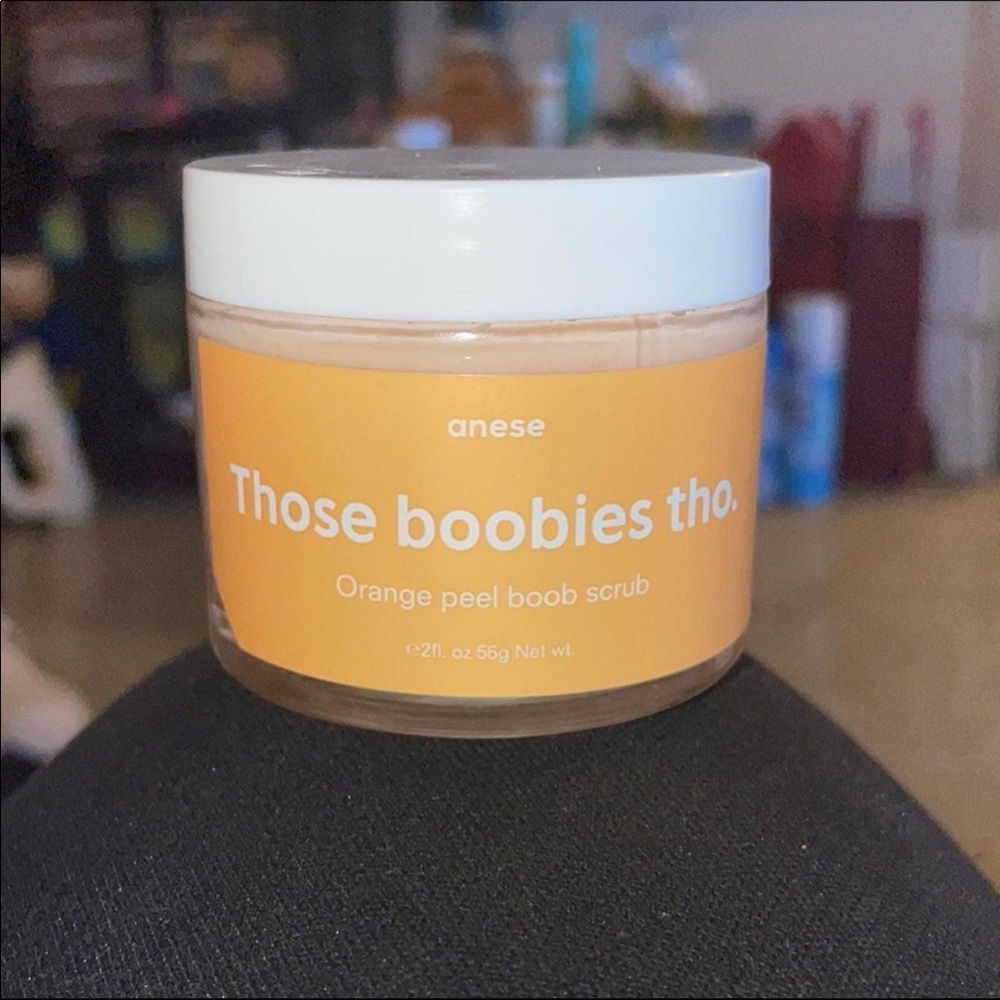 anese
Those boobies tho.
Orange peel boob scrub
℮2fl. oz 56g Net wt.